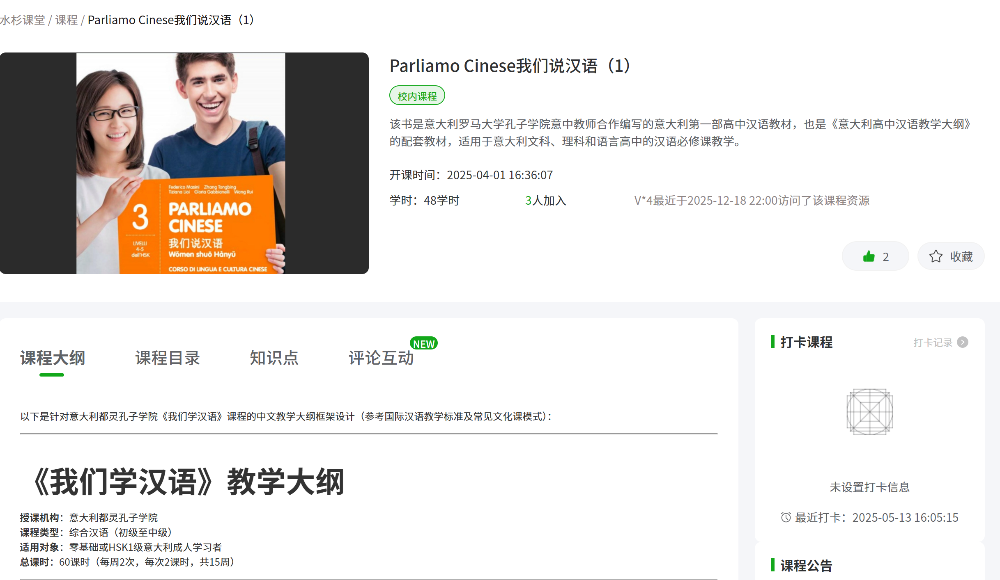 水杉课堂 / 课程 / Parliamo Cinese我们说汉语（1）
Federico Masini Zhang Tongbing
Tiziana Lioi Gloria Gabbianelli Wang Rui
3
PARLIAMO
CINESE
我们说汉语
Wǒmen shuō Hànyǔ
LIVELLI
4-5
dell'HSK
CORSO DI LINGUA E CULTURA CINESE
Parliamo Cinese我们说汉语（1）
校内课程
该书是意大利罗马大学孔子学院意中教师合作编写的意大利第一部高中汉语教材，也是《意大利高中汉语教学大纲》
的配套教材，适用于意大利文科、理科和语言高中的汉语必修课教学。
开课时间：2025-04-01 16:36:07
学时：48学时 3人加入 V*4最近于2025-12-18 22:00访问了该课程资源
2 收藏
课程大纲 课程目录 知识点 评论互动 NEW
以下是针对意大利都灵孔子学院《我们学汉语》课程的中文教学大纲框架设计（参考国际汉语教学标准及常见文化课模式）：
《我们学汉语》教学大纲
授课机构：意大利都灵孔子学院
课程类型：综合汉语（初级至中级）
适用对象：零基础或HSK1级意大利成人学习者
总课时：60课时（每周2次，每次2课时，共15周）
打卡课程 打卡记录
未设置打卡信息
最近打卡：2025-05-13 16:05:15
课程公告